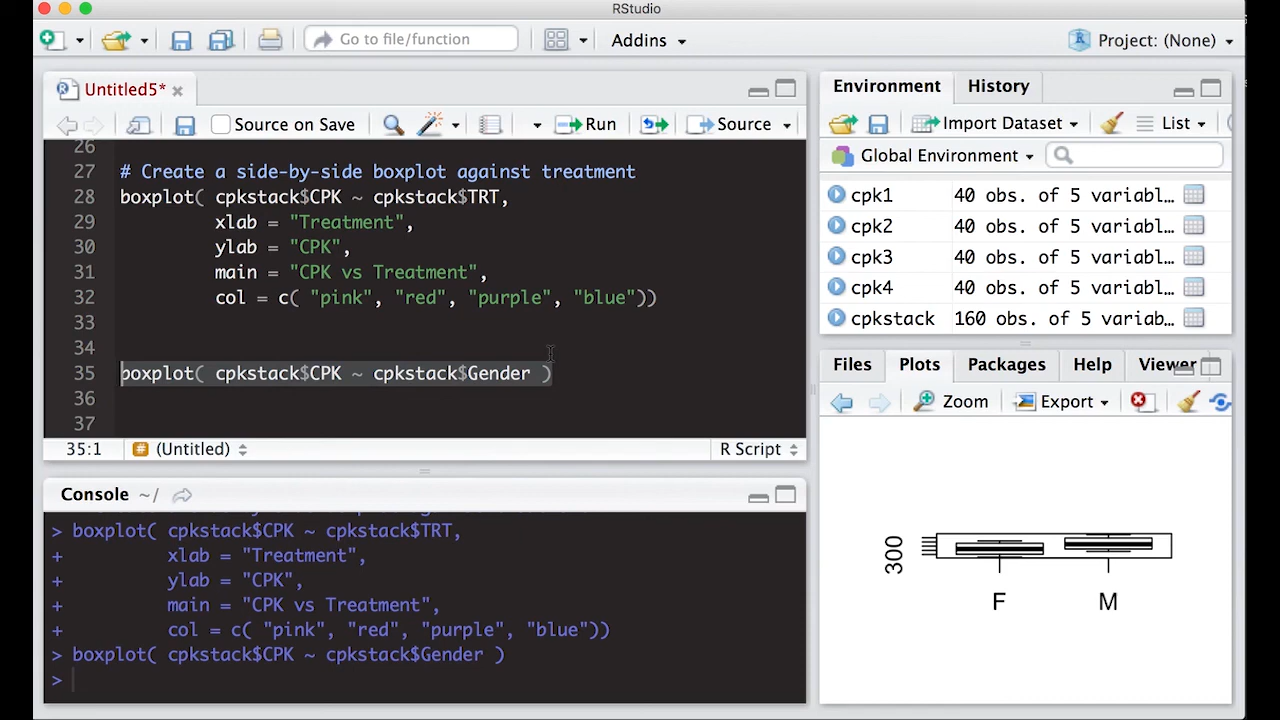 RStudio
Go to file/function
Addins
Project: (None)
Untitled5*
Source on Save
Run
Source
26
27 # Create a side-by-side boxplot against treatment
28 boxplot( cpkstack$CPK ~ cpkstack$TRT,
29 xlab = "Treatment",
30 ylab = "CPK",
31 main = "CPK vs Treatment",
32 col = c( "pink", "red", "purple", "blue"))
33
34
35 boxplot( cpkstack$CPK ~ cpkstack$Gender )
36
37
35:1 # (Untitled) R Script
Console ~/
> boxplot( cpkstack$CPK ~ cpkstack$TRT,
+ xlab = "Treatment",
+ ylab = "CPK",
+ main = "CPK vs Treatment",
+ col = c( "pink", "red", "purple", "blue"))
> boxplot( cpkstack$CPK ~ cpkstack$Gender )
>
Environment History
Import Dataset List
Global Environment
cpk1 40 obs. of 5 variabl…
cpk2 40 obs. of 5 variabl…
cpk3 40 obs. of 5 variabl…
cpk4 40 obs. of 5 variabl…
cpkstack 160 obs. of 5 variab…
Files Plots Packages Help Viewer
Zoom Export
300
F M